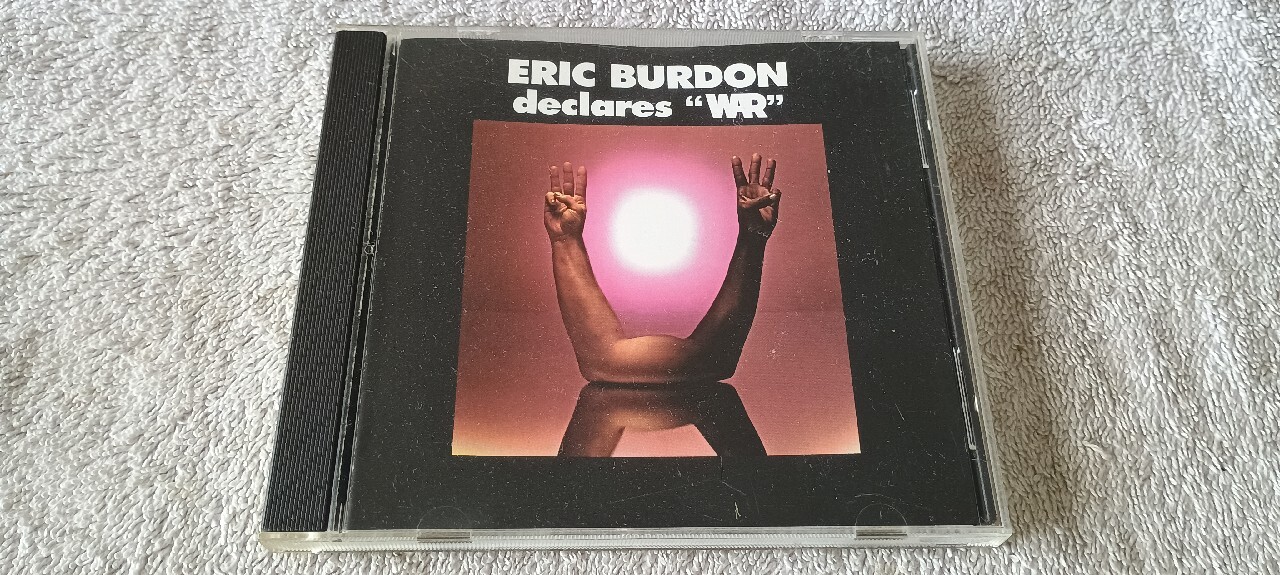 ERIC BURDON
declares “WAR”